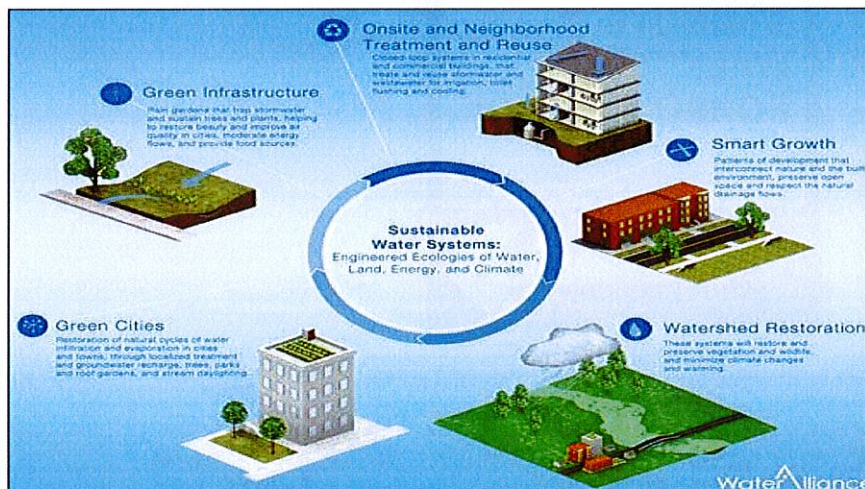 Onsite and Neighborhood
Treatment and Reuse
Closed-loop systems in residential
and commercial buildings, that
treat and reuse stormwater and
wastewater for irrigation, toilet
flushing and cooling.
Green Infrastructure
Rain gardens that trap stormwater
and sustain trees and plants, helping
to restore beauty and improve air
quality in cities, moderate energy
flows, and provide food sources.
Smart Growth
Patterns of development that
interconnect nature and the built
environment, preserve open
space and respect the natural
drainage flows.
Sustainable
Water Systems:
Engineered Ecologies of Water,
Land, Energy, and Climate
Green Cities
Restoration of natural cycles of water
infiltration and evaporation in cities
and towns, through localized treatment
and groundwater recharge, trees, parks
and roof gardens, and stream daylighting.
Watershed Restoration
These systems will restore and
preserve vegetation and wildlife,
and minimize climate changes
and warming.
WaterAlliance